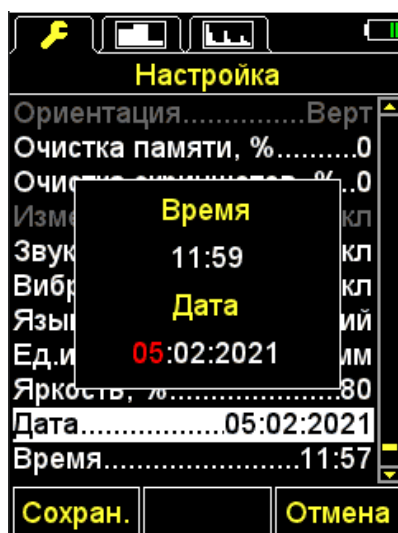 Настройка
Ориентация...............Верт
Очистка памяти, %..........0
%..0
Время
11:59
Дата
05:02:2021
Яркость, %.....................80
Дата..................05:02:2021
Время.........................11:57
Сохран.
Отмена